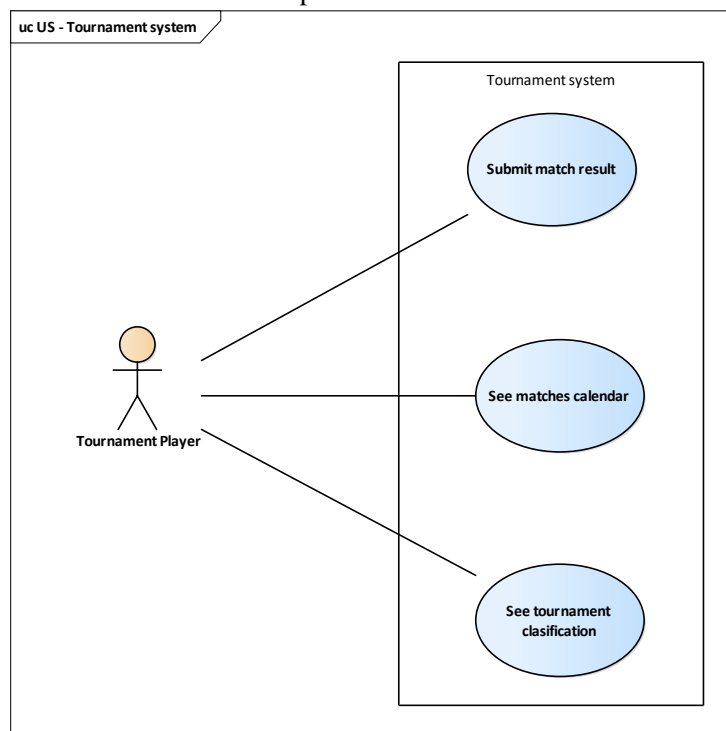 uc US - Tournament system
Tournament system
Submit match result
See matches calendar
Tournament Player
See tournament
clasification